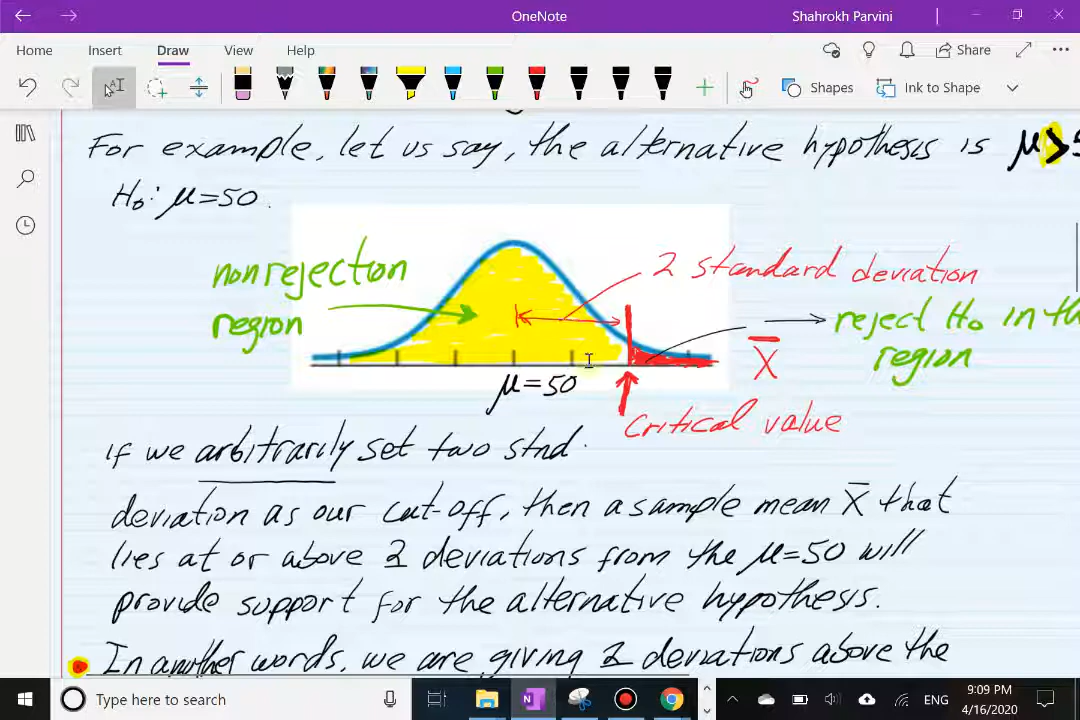 OneNote
Shahrokh Parvini
Home Insert Draw View Help
Share
Shapes
Ink to Shape
For example, let us say, the alternative hypothesis is μ>
H₀: μ=50.
nonrejection
region
2 standard deviation
reject H₀ in th
region
X̄
μ=50
Critical value
If we arbitrarily set two stnd.
deviation as our cut-off, then a sample mean X̄ that
lies at or above 2 deviations from the μ=50 will
provide support for the alternative hypothesis.
In another words, we are giving 2 deviations above the
Type here to search
ENG
9:09 PM
4/16/2020